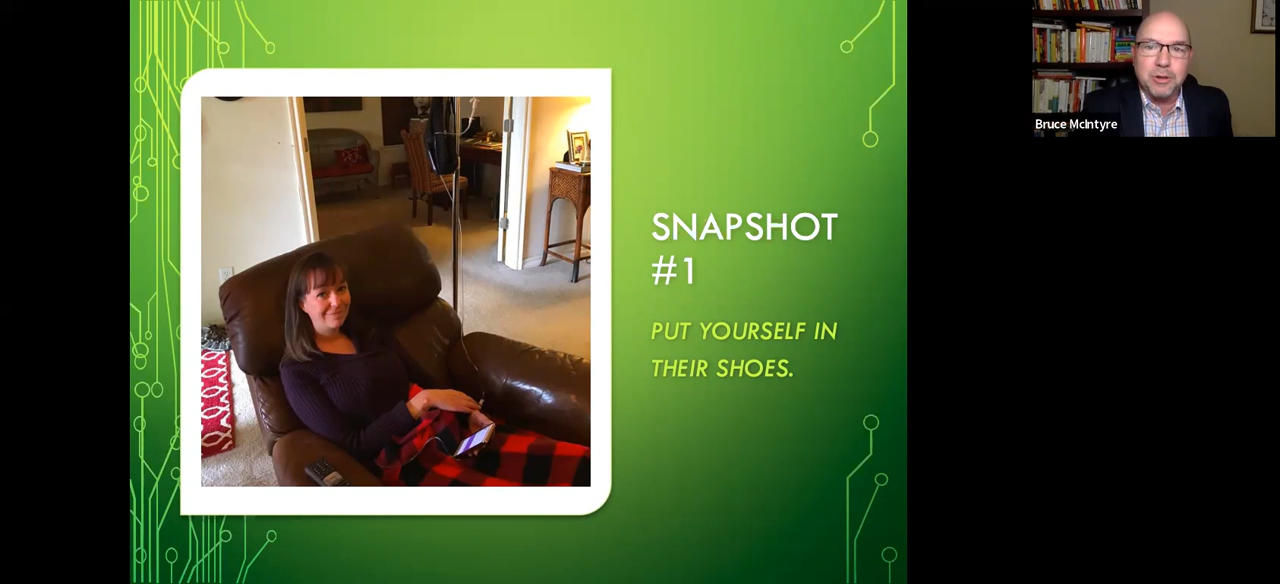 SNAPSHOT
#1
PUT YOURSELF IN
THEIR SHOES.
Bruce McIntyre